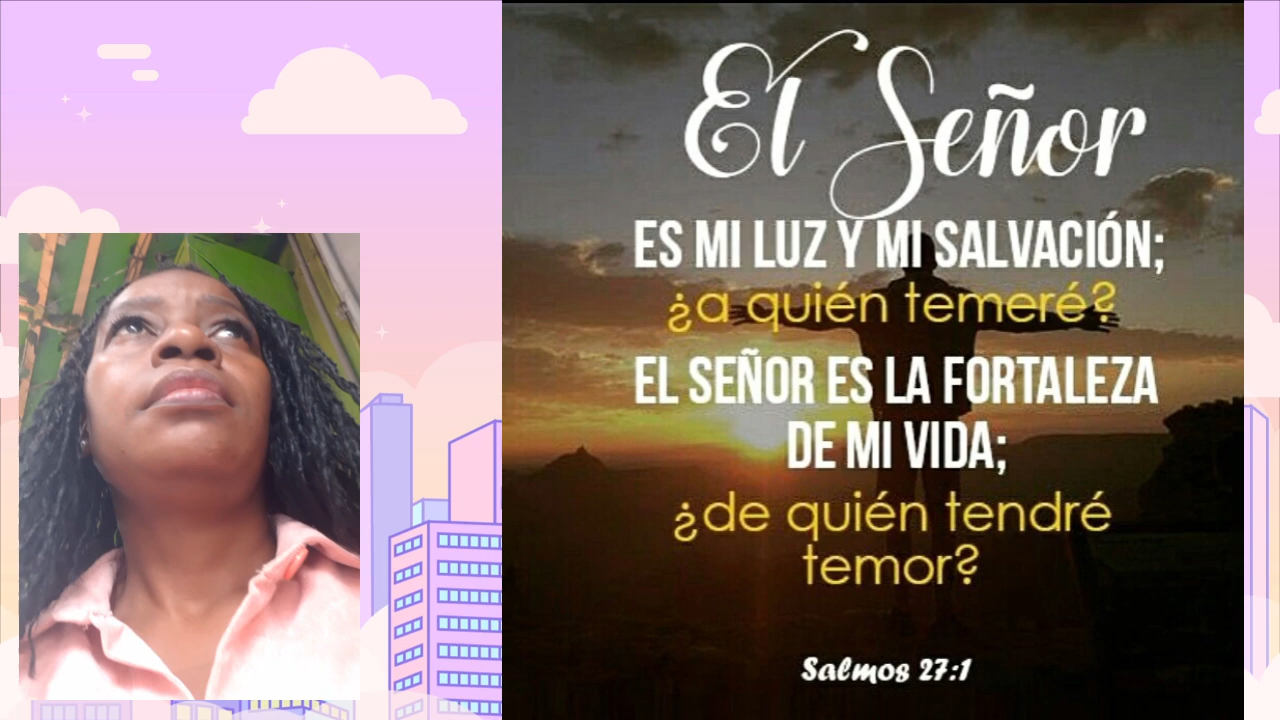 El Señor
ES MI LUZ Y MI SALVACIÓN;
¿a quién temeré?
EL SEÑOR ES LA FORTALEZA
DE MI VIDA;
¿de quién tendré
temor?
Salmos 27:1